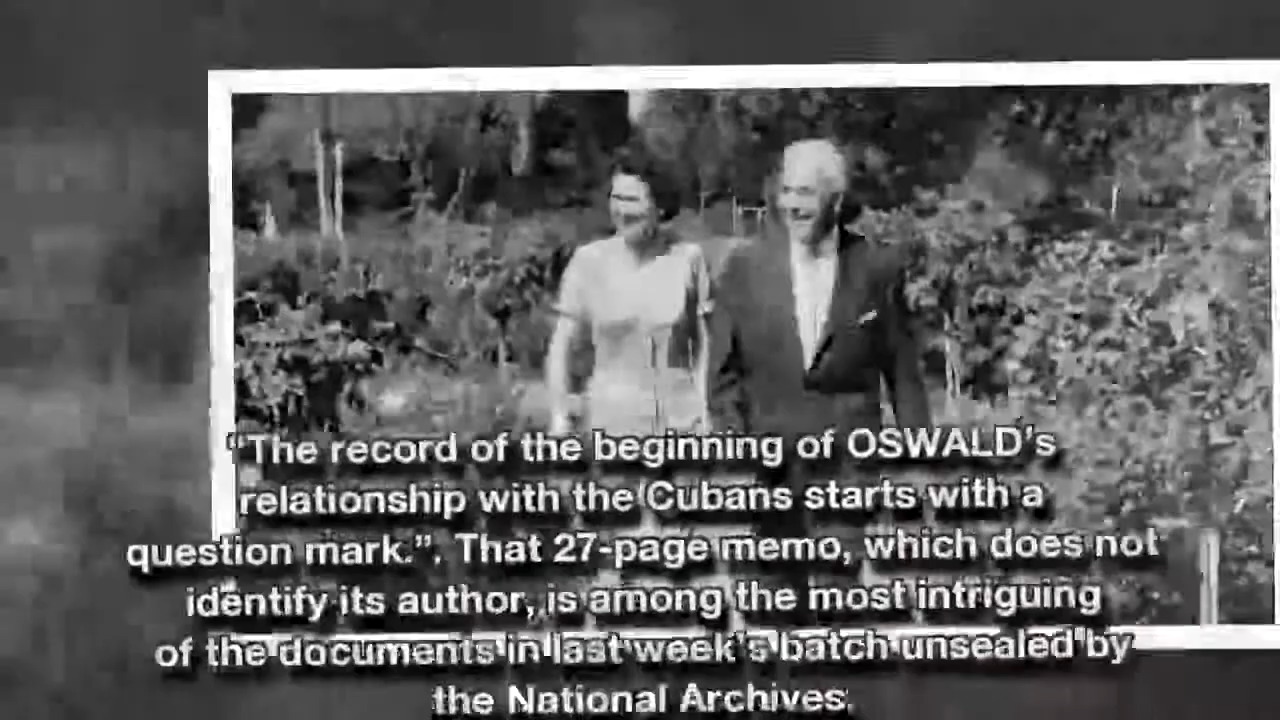 “The record of the beginning of OSWALD's
relationship with the Cubans starts with a
question mark.”. That 27-page memo, which does not
identify its author, is among the most intriguing
of the documents in last week's batch unsealed by
the National Archives.